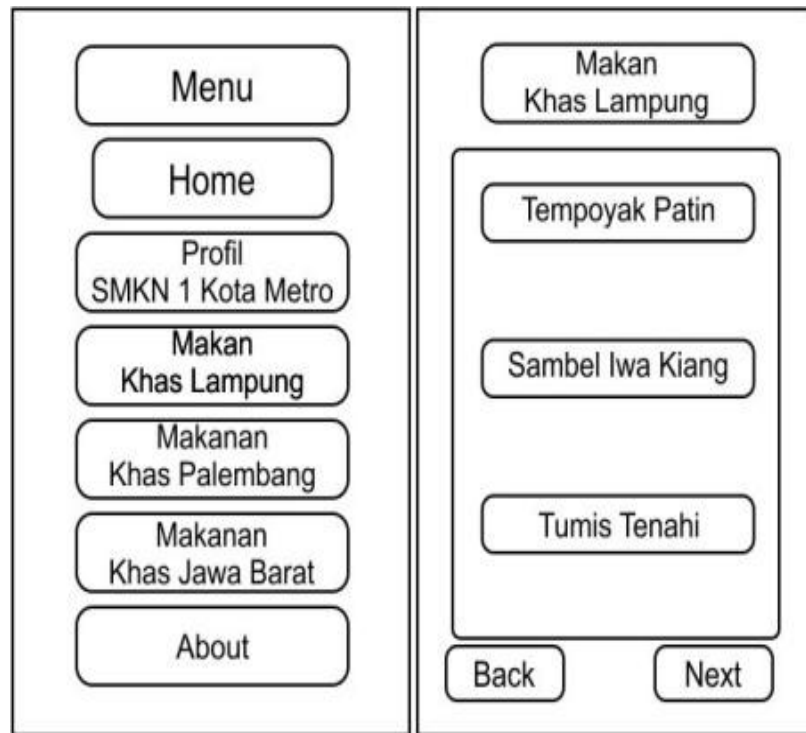 Menu
Home
Profil
SMKN 1 Kota Metro
Makan
Khas Lampung
Makanan
Khas Palembang
Makanan
Khas Jawa Barat
About
Makan
Khas Lampung
Tempoyak Patin
Sambel Iwa Kiang
Tumis Tenahi
Back
Next